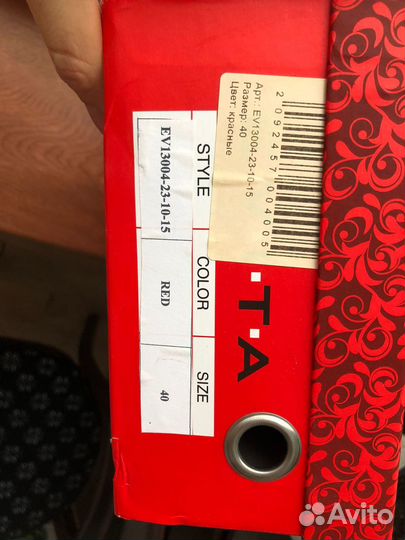 Арт.: EV13004-23-10-15
Размер: 40
Цвет: красные
2092457004005
STYLE COLOR SIZE
EV13004-23-10-15 RED 40
.T.A
Avito